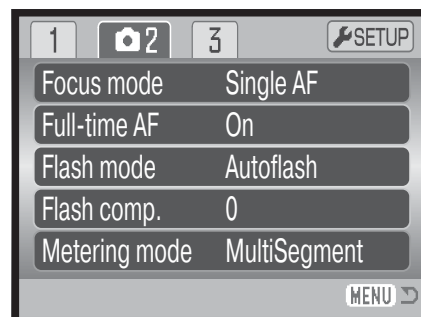 1 2 3 SETUP
Focus mode Single AF
Full-time AF On
Flash mode Autoflash
Flash comp. 0
Metering mode MultiSegment
MENU